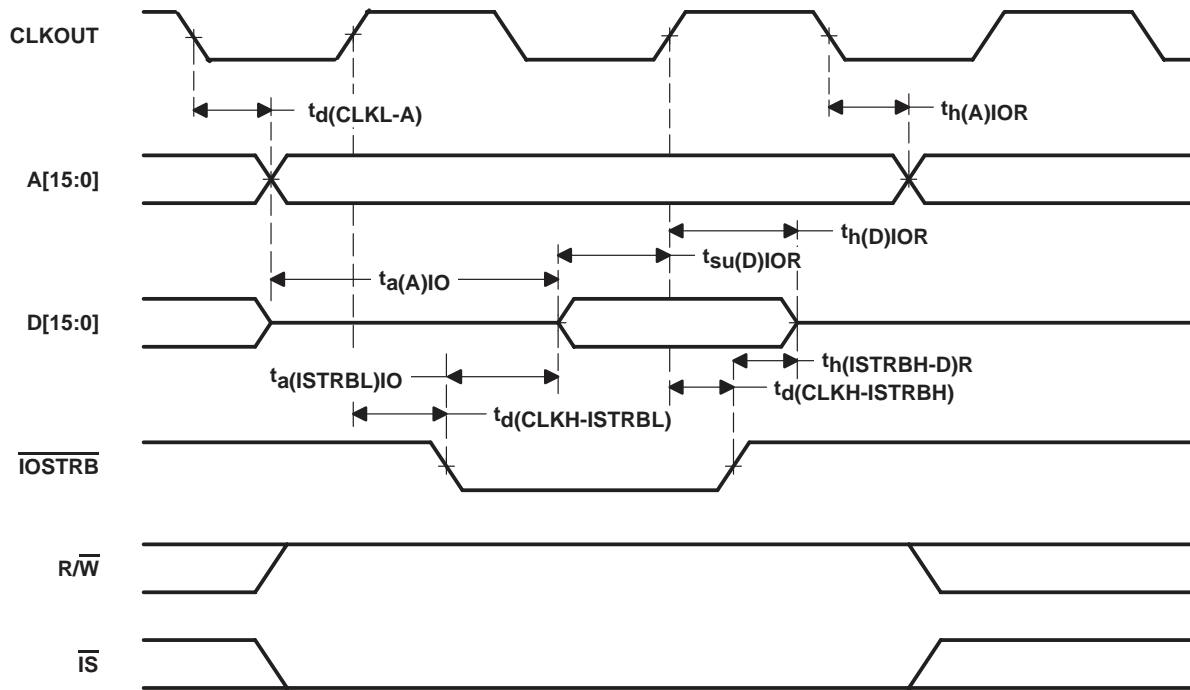 CLKOUT
td(CLKL-A)
th(A)IOR
A[15:0]
th(D)IOR
tsu(D)IOR
ta(A)IO
D[15:0]
th(ISTRBH-D)R
ta(ISTRBL)IO
td(CLKH-ISTRBH)
td(CLKH-ISTRBL)
IOSTRB
R/W
IS